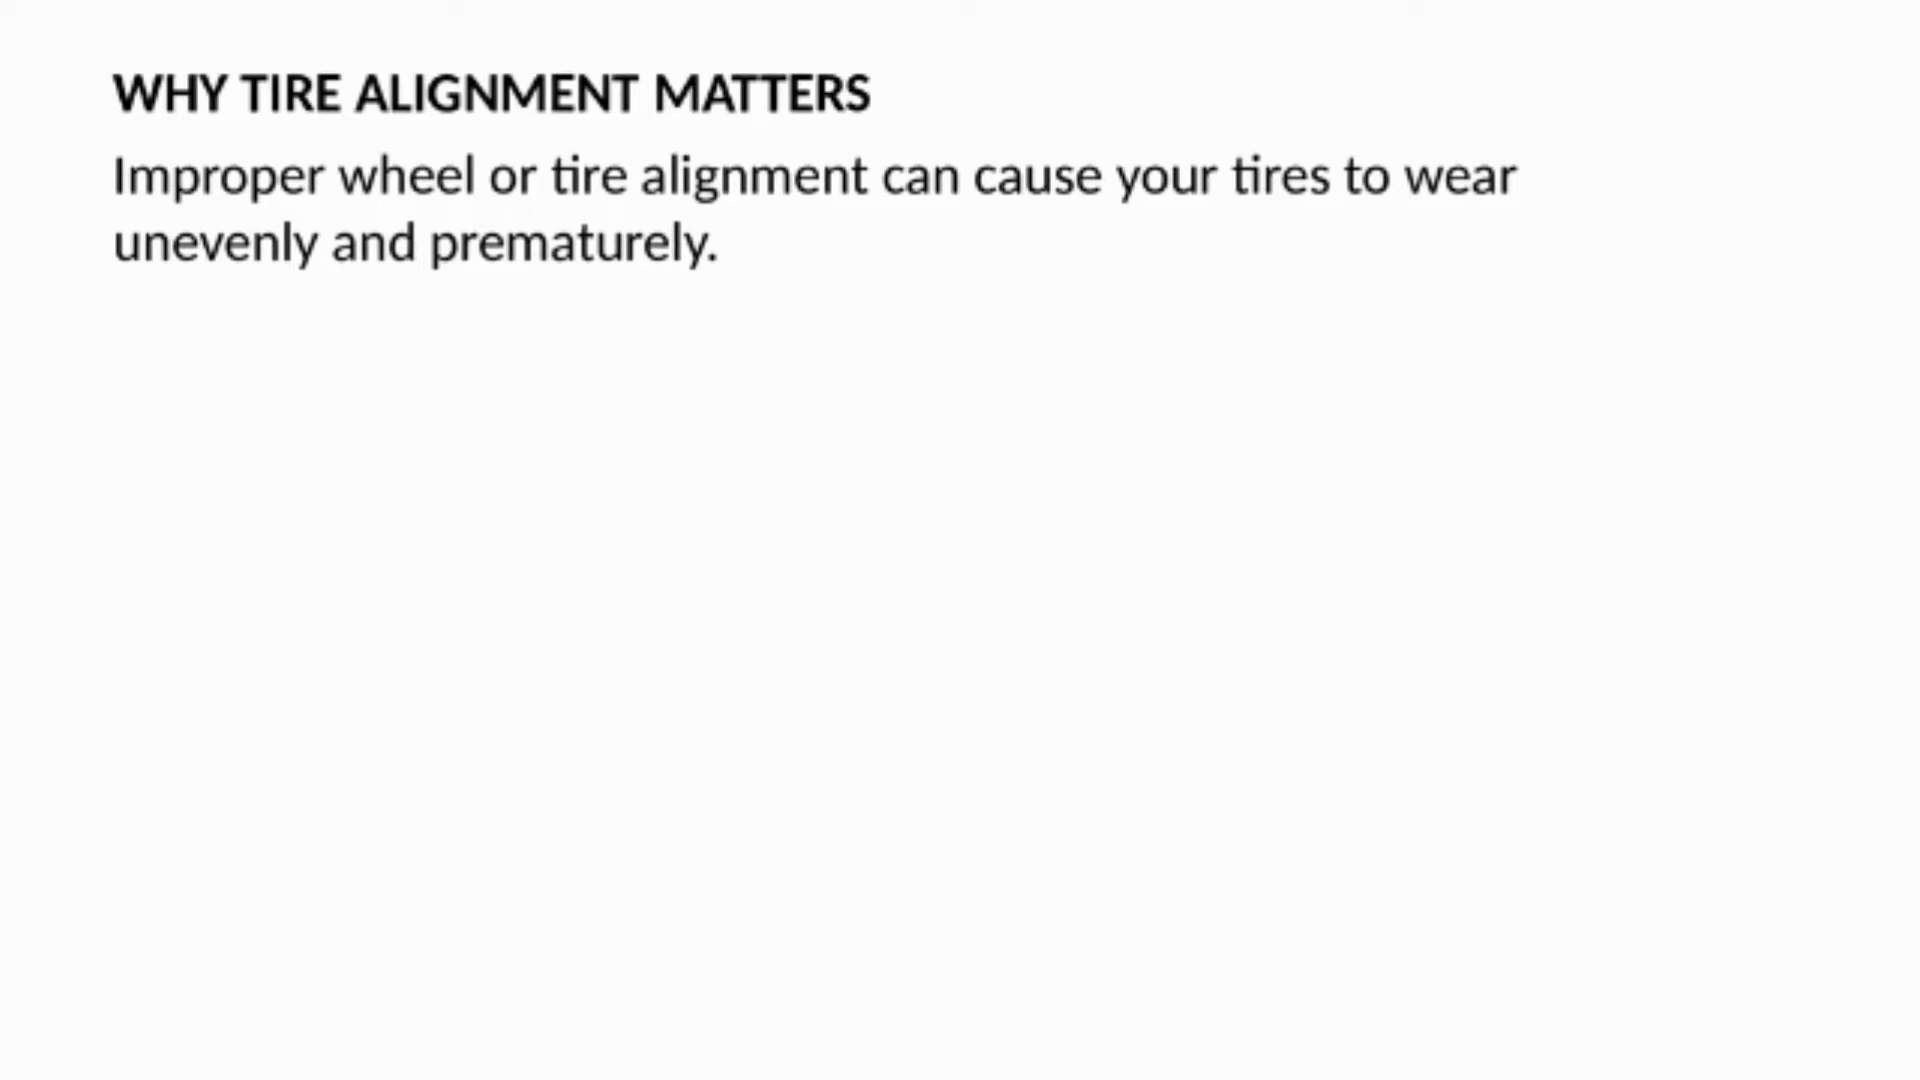 WHY TIRE ALIGNMENT MATTERS
Improper wheel or tire alignment can cause your tires to wear
unevenly and prematurely.